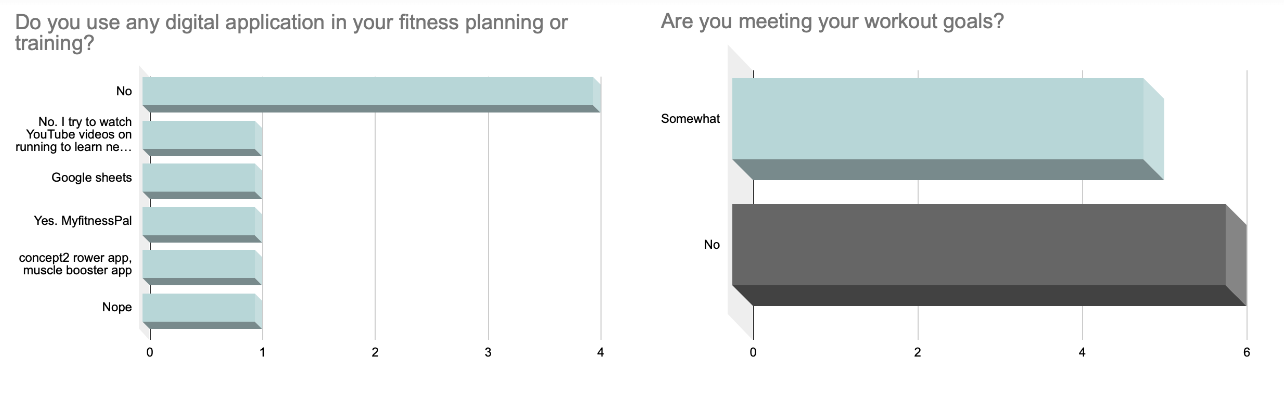 Do you use any digital application in your fitness planning or
training?
No
No. I try to watch
YouTube videos on
running to learn ne…
Google sheets
Yes. MyfitnessPal
concept2 rower app,
muscle booster app
Nope
0 1 2 3 4
Are you meeting your workout goals?
Somewhat
No
0 2 4 6